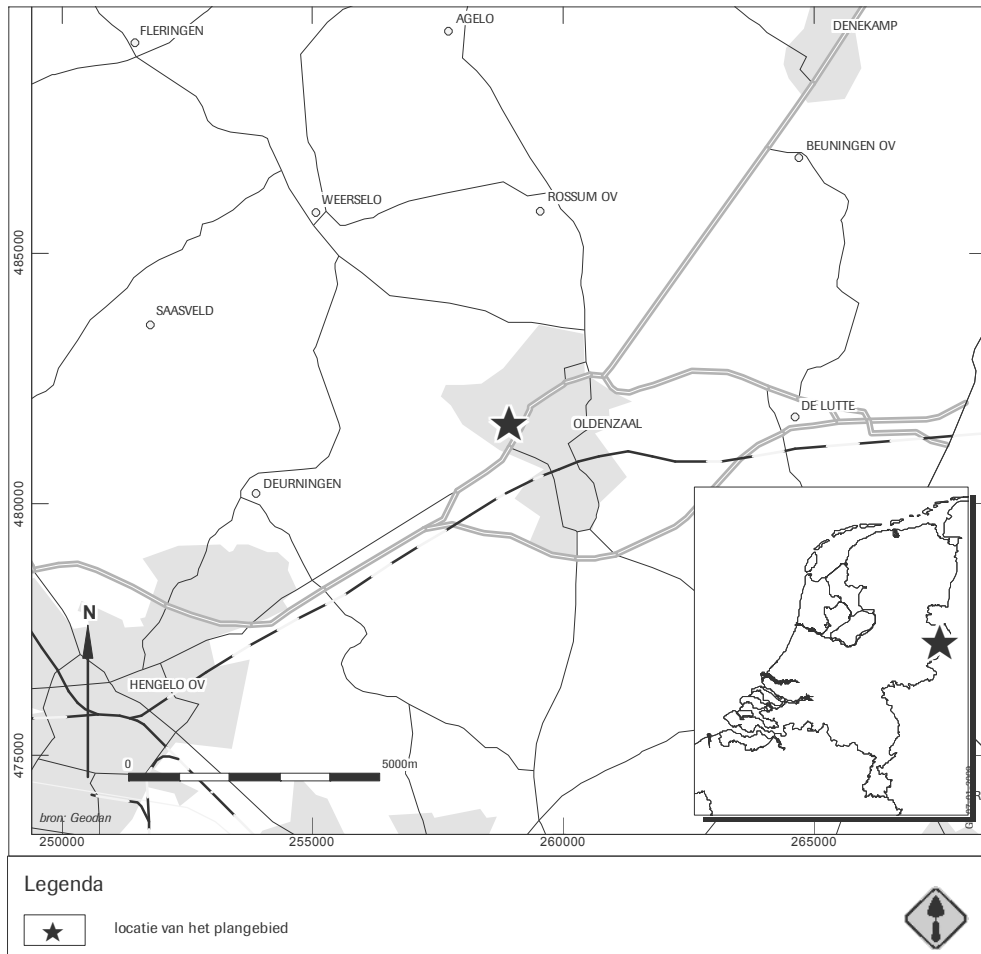 FLERINGEN
AGELO
DENEKAMP
BEUNINGEN OV
WEERSELO
ROSSUM OV
485000
SAASVELD
DE LUTTE
OLDENZAAL
DEURNINGEN
480000
N
HENGELO OV
0
5000m
475000
bron: Geodan
250000
255000
260000
265000
Legenda
locatie van het plangebied